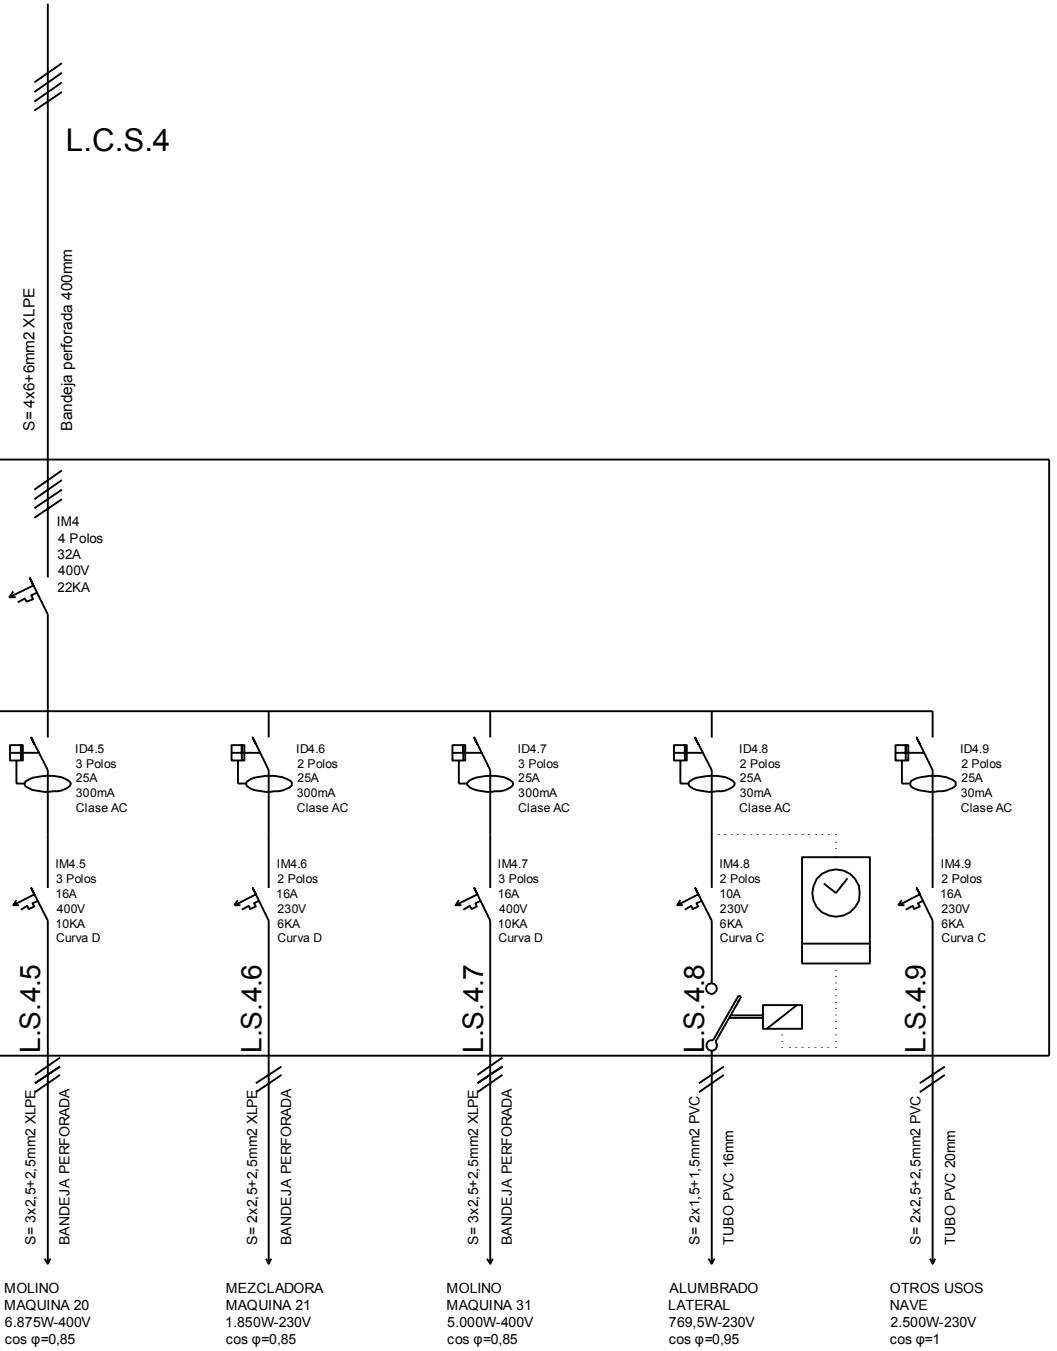 L.C.S.4
S= 4x6+6mm2 XLPE
Bandeja perforada 400mm
IM4
4 Polos
32A
400V
22KA
ID4.5
3 Polos
25A
300mA
Clase AC
ID4.6
2 Polos
25A
300mA
Clase AC
ID4.7
3 Polos
25A
300mA
Clase AC
ID4.8
2 Polos
25A
30mA
Clase AC
ID4.9
2 Polos
25A
30mA
Clase AC
IM4.5
3 Polos
16A
400V
10KA
Curva D
IM4.6
2 Polos
16A
230V
6KA
Curva D
IM4.7
3 Polos
16A
400V
10KA
Curva D
IM4.8
2 Polos
10A
230V
6KA
Curva C
IM4.9
2 Polos
16A
230V
6KA
Curva C
L.S.4.5
L.S.4.6
L.S.4.7
L.S.4.8
L.S.4.9
S= 3x2,5+2,5mm2 XLPE
BANDEJA PERFORADA
S= 2x2,5+2,5mm2 XLPE
BANDEJA PERFORADA
S= 3x2,5+2,5mm2 XLPE
BANDEJA PERFORADA
S= 2x1,5+1,5mm2 PVC
TUBO PVC 16mm
S= 2x2,5+2,5mm2 PVC
TUBO PVC 20mm
MOLINO
MAQUINA 20
6.875W-400V
cos φ=0,85
MEZCLADORA
MAQUINA 21
1.850W-230V
cos φ=0,85
MOLINO
MAQUINA 31
5.000W-400V
cos φ=0,85
ALUMBRADO
LATERAL
769,5W-230V
cos φ=0,95
OTROS USOS
NAVE
2.500W-230V
cos φ=1